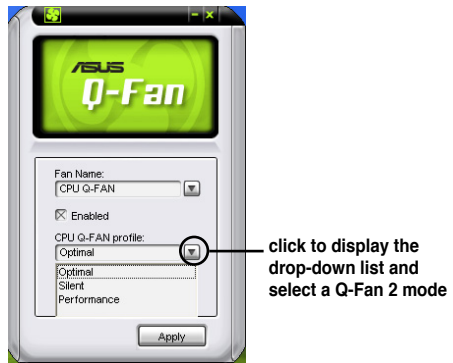 ASUS
Q-Fan
Fan Name:
CPU Q-FAN
Enabled
CPU Q-FAN profile:
Optimal
Optimal
Silent
Performance
Apply
click to display the
drop-down list and
select a Q-Fan 2 mode